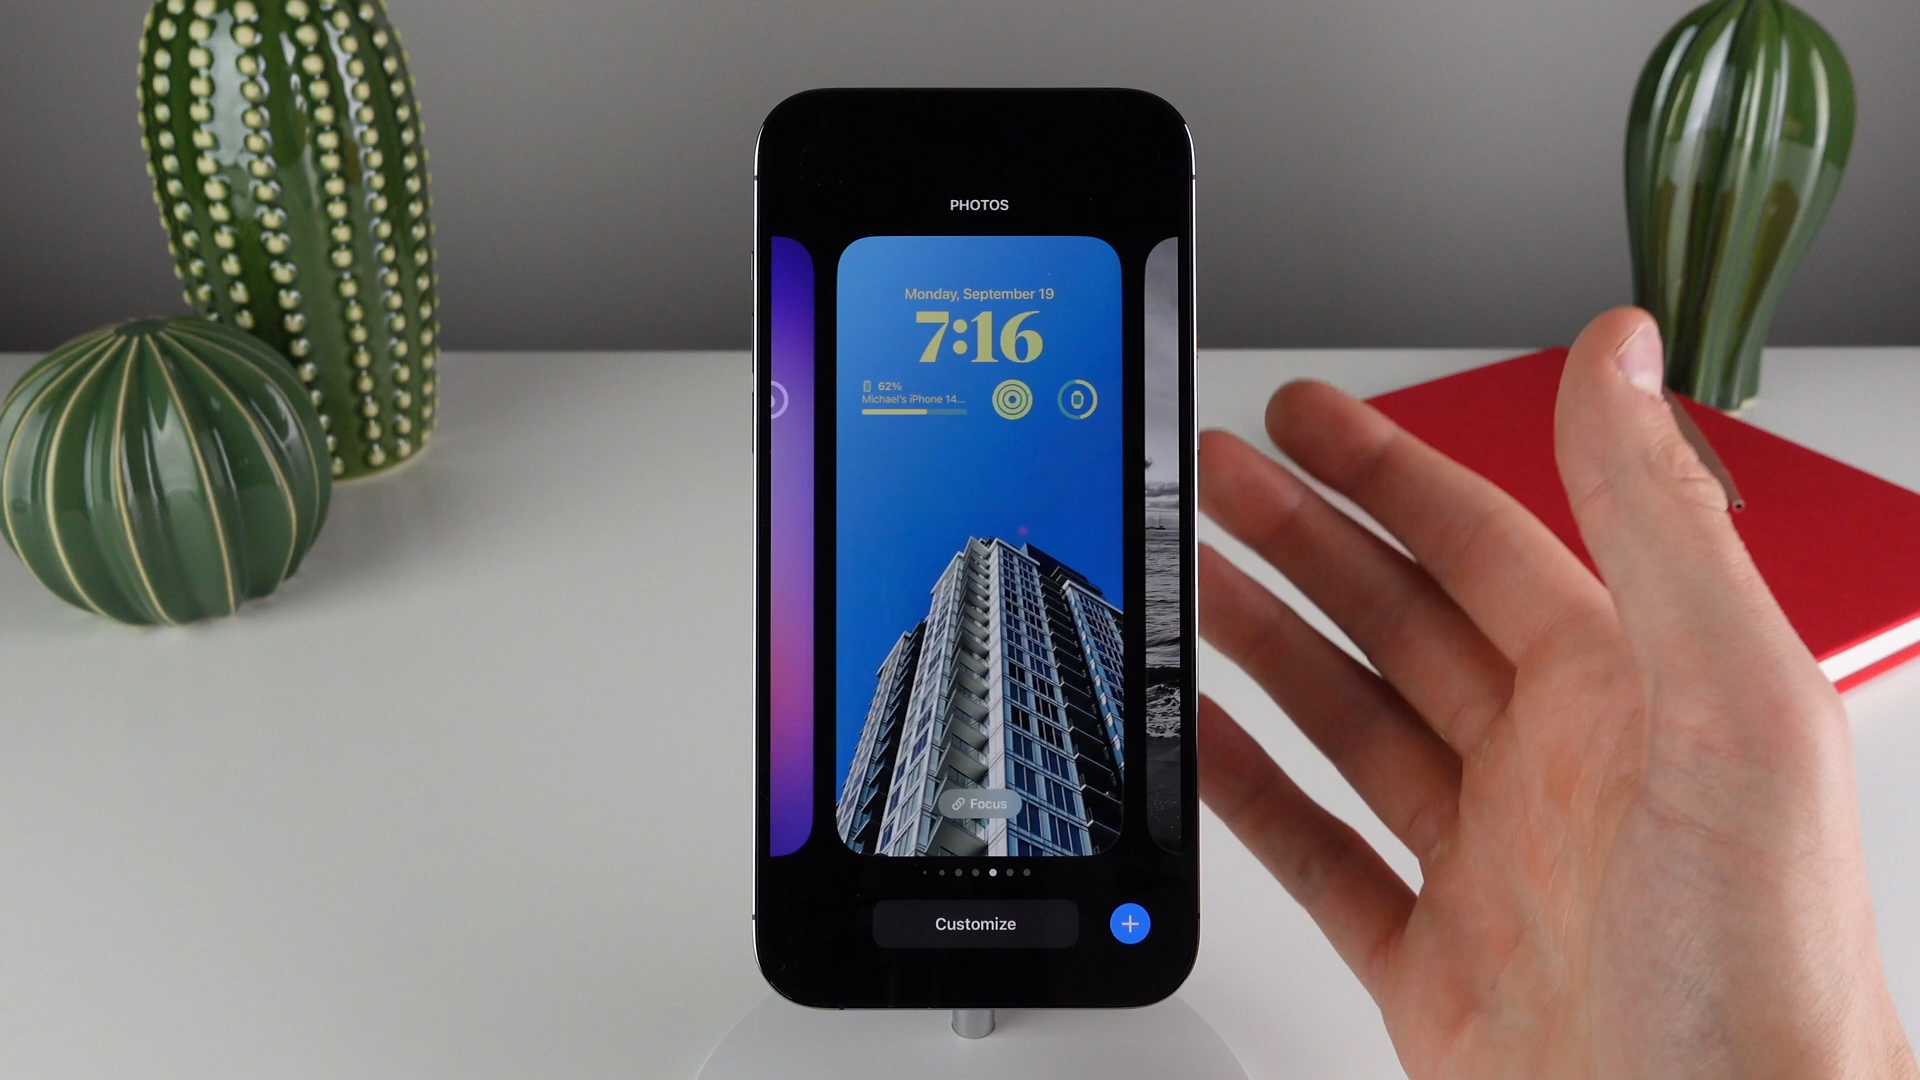 PHOTOS
Monday, September 19
7:16
62%
Michael's iPhone 14...
Focus
Customize